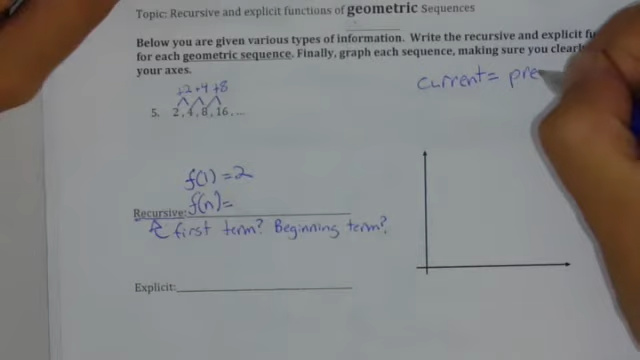 Topic: Recursive and explicit functions of geometric Sequences
Below you are given various types of information. Write the recursive and explicit fu
for each geometric sequence. Finally, graph each sequence, making sure you clearl
your axes.
current= pre
+2 +4 +8
5. 2, 4, 8, 16, ...
f(1) = 2
Recursive: f(n)=
first term? Beginning term?
Explicit: